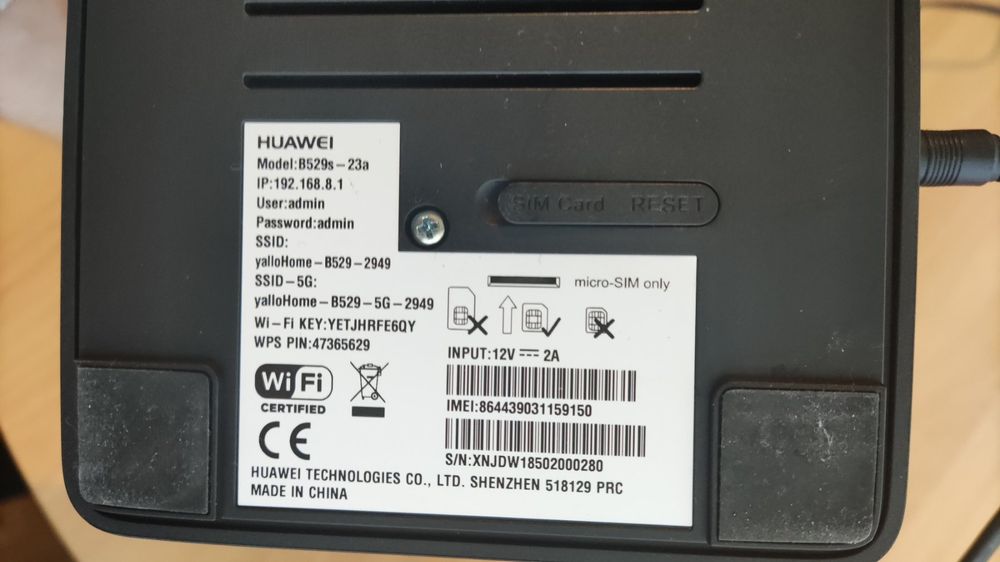 HUAWEI
Model:B529s-23a
IP:192.168.8.1
User:admin
Password:admin
SSID:
yalloHome-B529-2949
SSID-5G:
yalloHome-B529-5G-2949
Wi-Fi KEY:YETJHRFE6QY
WPS PIN:47365629
Wi Fi
CERTIFIED
CE
SIM Card RESET
micro-SIM only
INPUT:12V 2A
IMEI:864439031159150
S/N:XNJDW18502000280
HUAWEI TECHNOLOGIES CO., LTD. SHENZHEN 518129 PRC
MADE IN CHINA